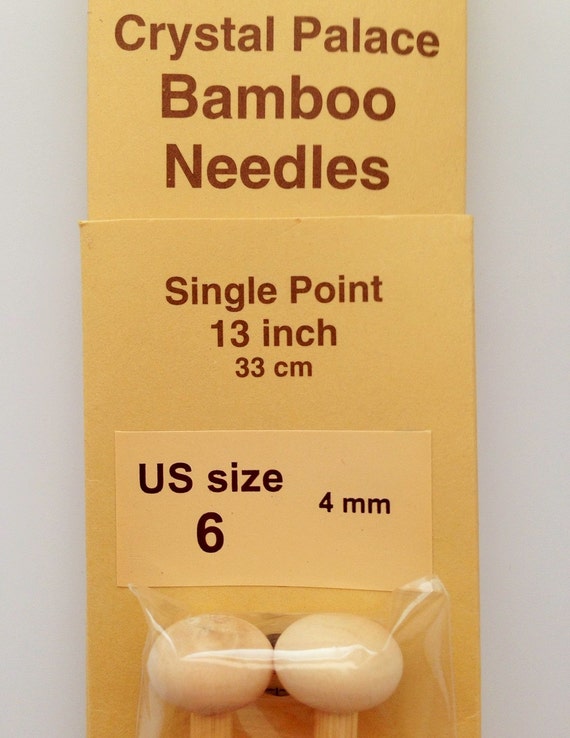 Crystal Palace
Bamboo
Needles
Single Point
13 inch
33 cm
US size
6
4 mm